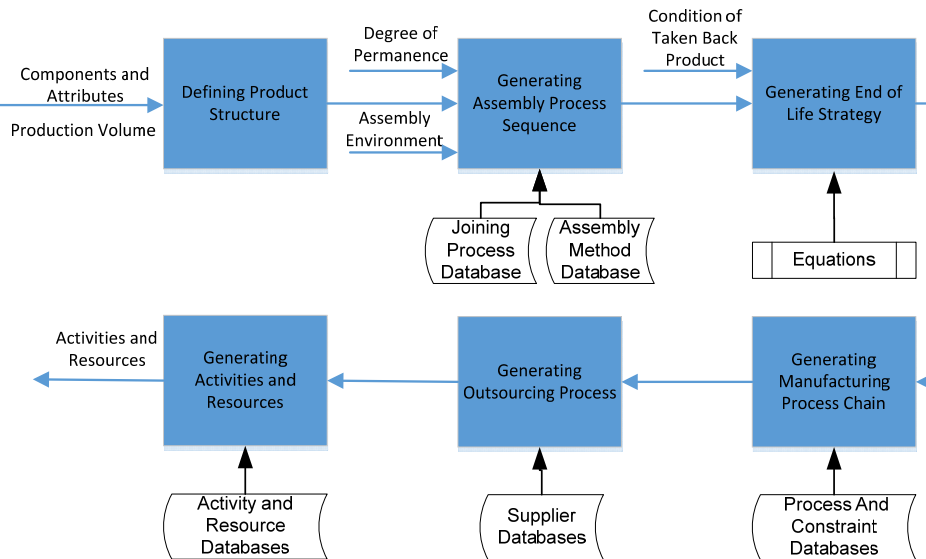 Components and
Attributes
Production Volume
Defining Product
Structure
Degree of
Permanence
Assembly
Environment
Generating
Assembly Process
Sequence
Condition of
Taken Back
Product
Generating End of
Life Strategy
Joining
Process
Database
Assembly
Method
Database
Equations
Activities and
Resources
Generating
Activities and
Resources
Generating
Outsourcing Process
Generating
Manufacturing
Process Chain
Activity and
Resource
Databases
Supplier
Databases
Process And
Constraint
Databases